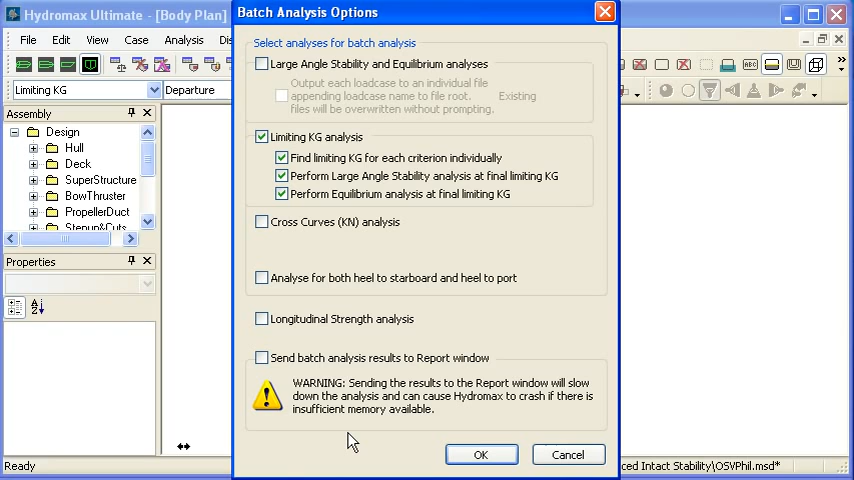 Hydromax Ultimate - [Body Plan]
Batch Analysis Options
File Edit View Case Analysis Dis
Limiting KG
Departure
Assembly
Design
Hull
Deck
SuperStructure
BowThruster
PropellerDuct
Properties
Select analyses for batch analysis
Large Angle Stability and Equilibrium analyses
Output each loadcase to an individual file
appending loadcase name to file root. Existing
files will be overwritten without prompting.
Limiting KG analysis
Find limiting KG for each criterion individually
Perform Large Angle Stability analysis at final limiting KG
Perform Equilibrium analysis at final limiting KG
Cross Curves (KN) analysis
Analyse for both heel to starboard and heel to port
Longitudinal Strength analysis
Send batch analysis results to Report window
WARNING: Sending the results to the Report window will slow
down the analysis and can cause Hydromax to crash if there is
insufficient memory available.
OK
Cancel
ABC
Ready
ced Intact Stability\OSVPhil.msd*